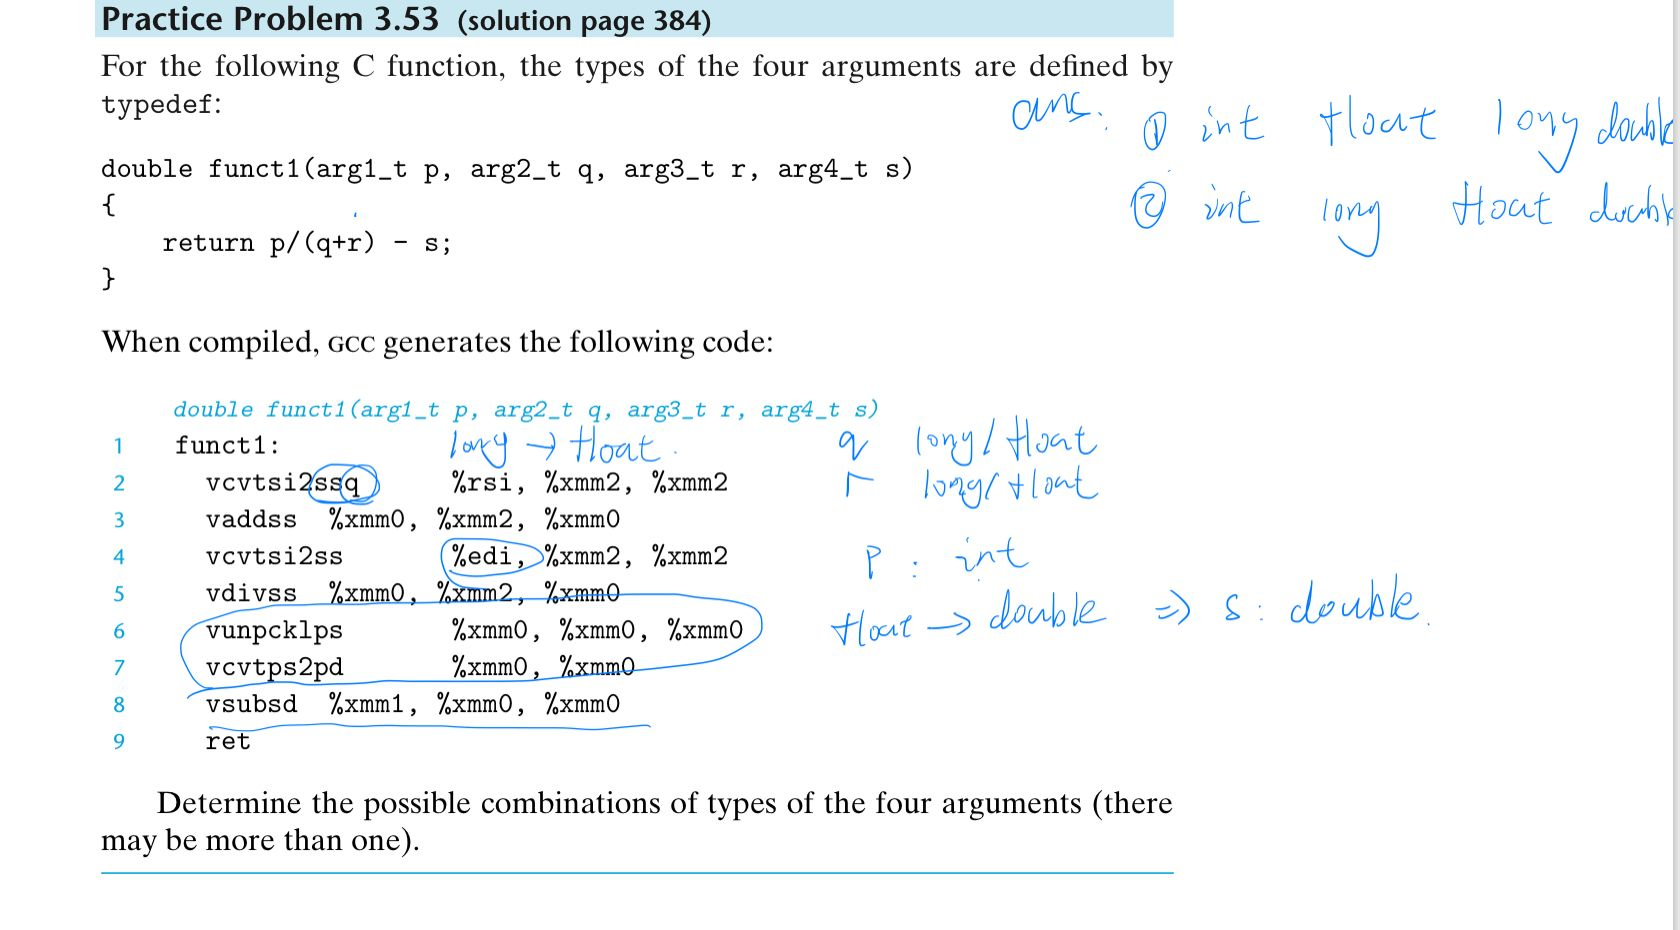 Practice Problem 3.53 (solution page 384)
For the following C function, the types of the four arguments are defined by
typedef:
ans: ① int float long double
② int long float double
double funct1(arg1_t p, arg2_t q, arg3_t r, arg4_t s)
{
return p/(q+r) - s;
}
When compiled, GCC generates the following code:
double funct1(arg1_t p, arg2_t q, arg3_t r, arg4_t s)
1 funct1: long → float. q long/float
2 vcvtsi2ssq %rsi, %xmm2, %xmm2 r long/float
3 vaddss %xmm0, %xmm2, %xmm0
4 vcvtsi2ss %edi, %xmm2, %xmm2 p : int
5 vdivss %xmm0, %xmm2, %xmm0
6 vunpcklps %xmm0, %xmm0, %xmm0 float → double ⇒ s: double.
7 vcvtps2pd %xmm0, %xmm0
8 vsubsd %xmm1, %xmm0, %xmm0
9 ret
Determine the possible combinations of types of the four arguments (there
may be more than one).